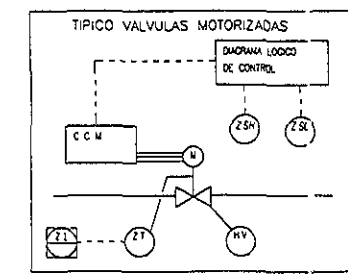 TIPICO VALVULAS MOTORIZADAS
DIAGRAMA LOGICO
DE CONTROL
ZSH
ZSL
C C M
M
ZI
ZT
HV